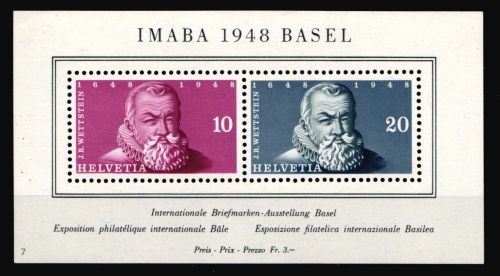 IMABA 1948 BASEL
1648 1948
10
J.R.WETTSTEIN
HELVETIA
1648 1948
20
J.R.WETTSTEIN
HELVETIA
Internationale Briefmarken-Ausstellung Basel
Exposition philatélique internationale Bâle Esposizione filatelica internazionale Basilea
Preis · Prix · Prezzo Fr. 3.–
7